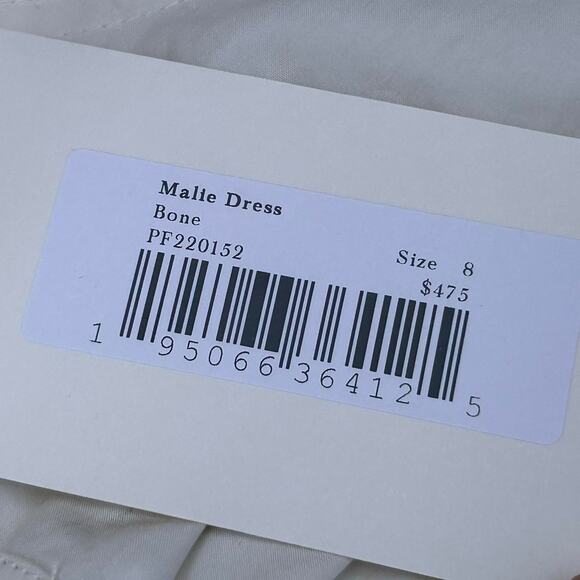 Malie Dress
Bone
PF220152
Size 8
$475
1 95066 36412 5